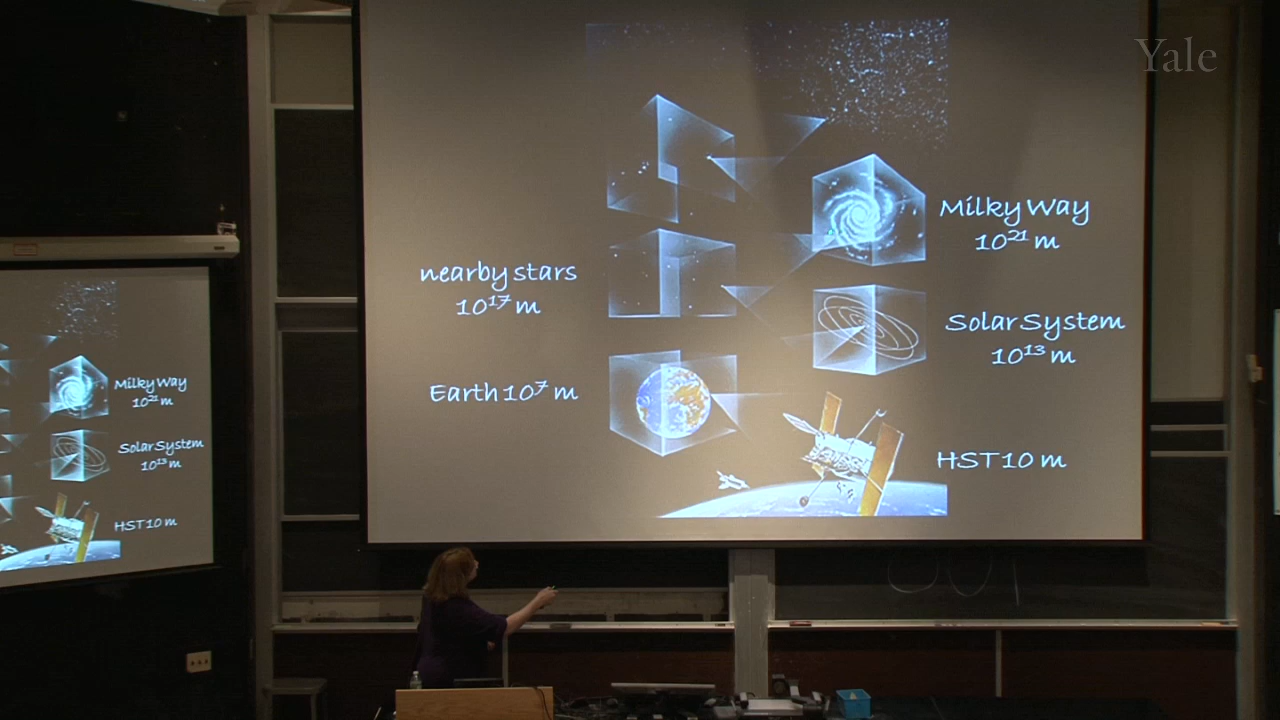 Yale
Milky Way
10²¹ m
nearby stars
10¹⁷ m
Solar System
10¹³ m
Earth 10⁷ m
HST 10 m
Milky Way
10²¹ m
Solar System
10¹³ m
HST 10 m